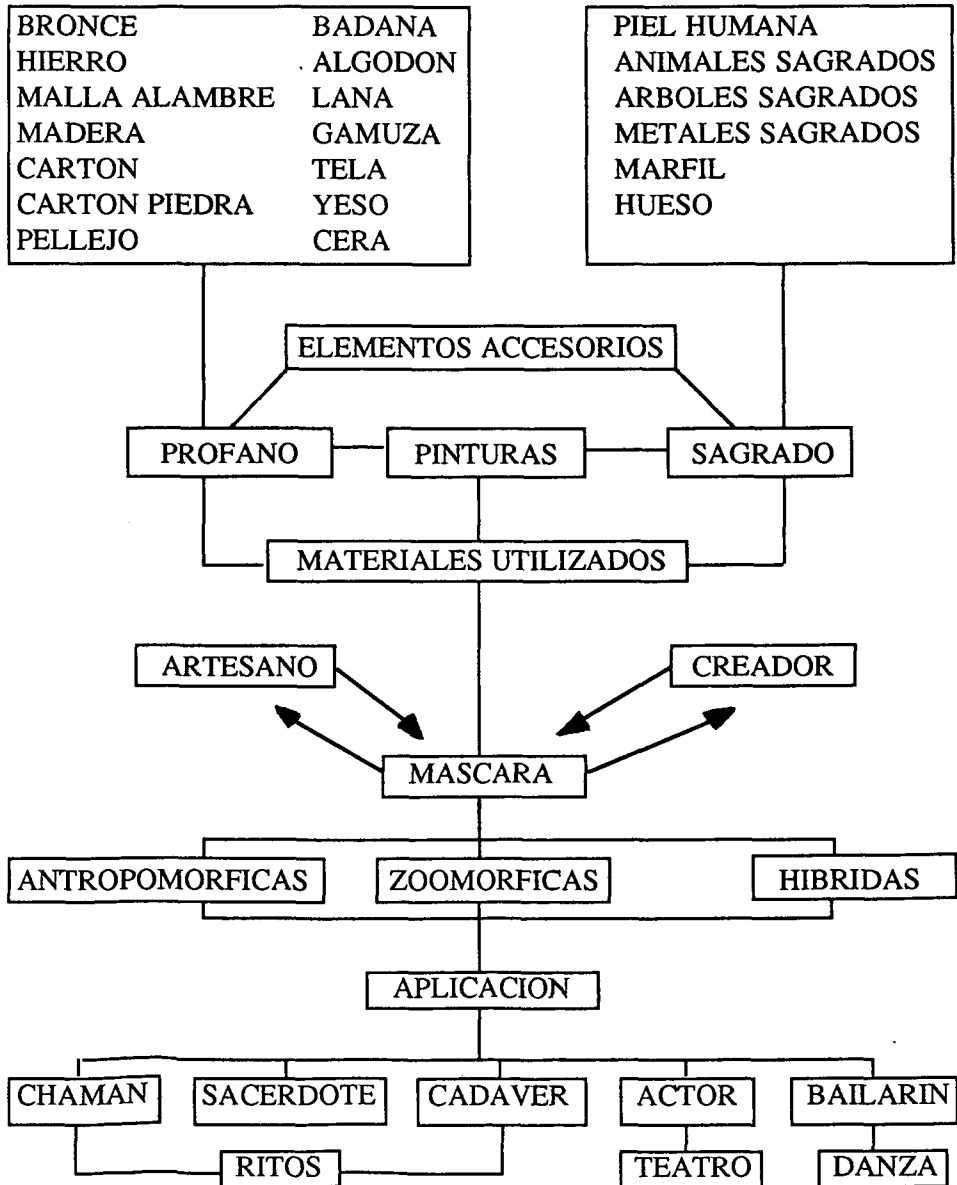 BRONCE BADANA
HIERRO ALGODON
MALLA ALAMBRE LANA
MADERA GAMUZA
CARTON TELA
CARTON PIEDRA YESO
PELLEJO CERA
PIEL HUMANA
ANIMALES SAGRADOS
ARBOLES SAGRADOS
METALES SAGRADOS
MARFIL
HUESO
ELEMENTOS ACCESORIOS
PROFANO PINTURAS SAGRADO
MATERIALES UTILIZADOS
ARTESANO CREADOR
MASCARA
ANTROPOMORFICAS ZOOMORFICAS HIBRIDAS
APLICACION
CHAMAN SACERDOTE CADAVER ACTOR BAILARIN
RITOS TEATRO DANZA